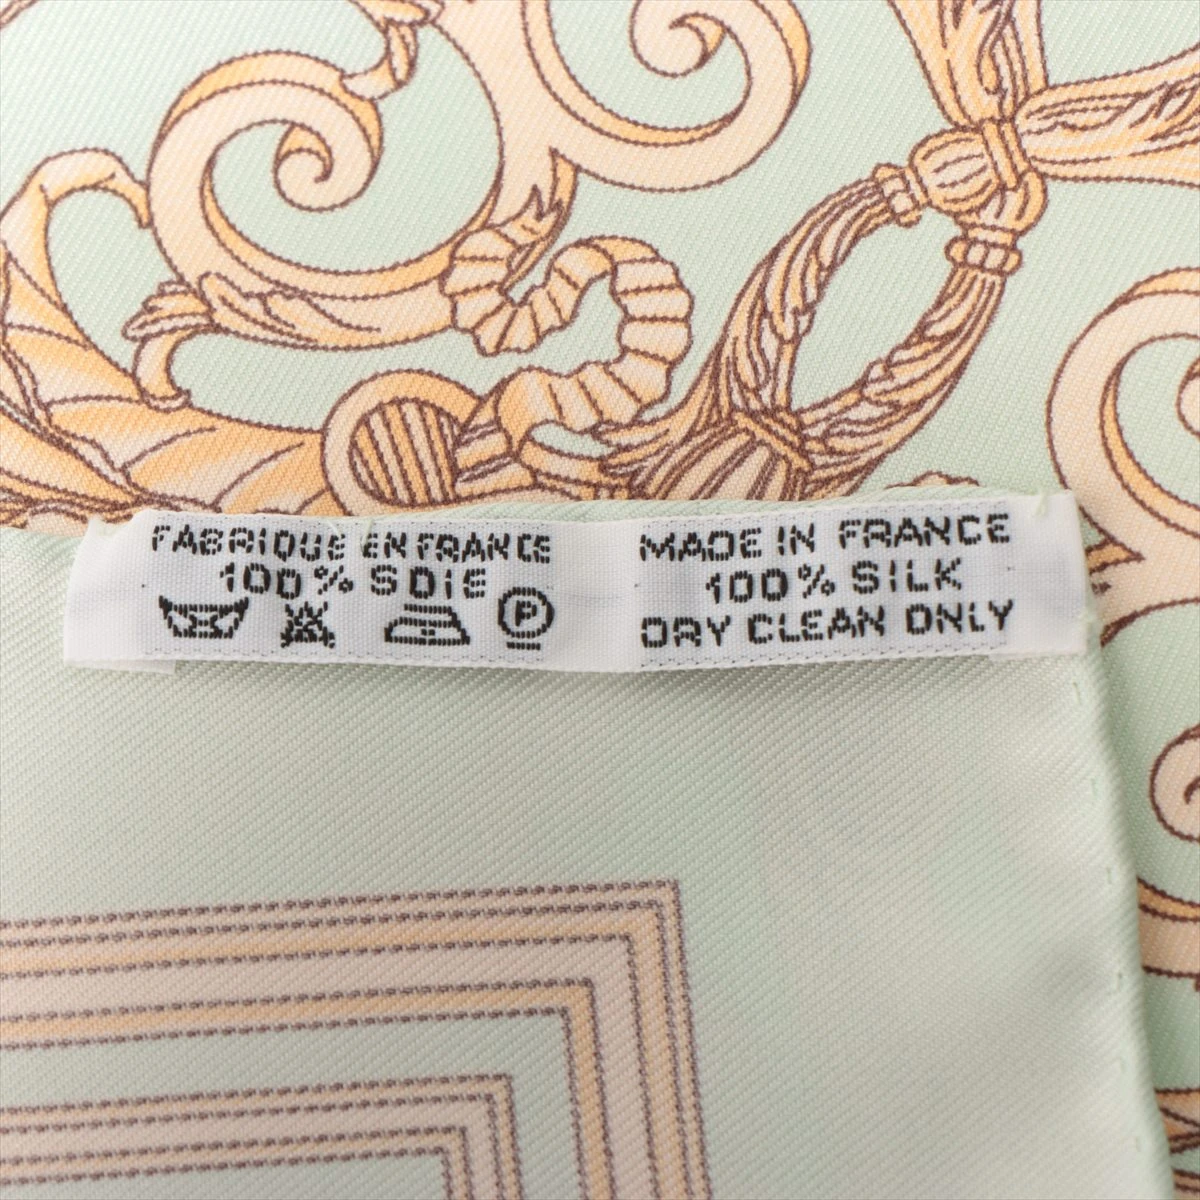 FABRIQUE EN FRANCE
100% SOIE
P
MADE IN FRANCE
100% SILK
DRY CLEAN ONLY